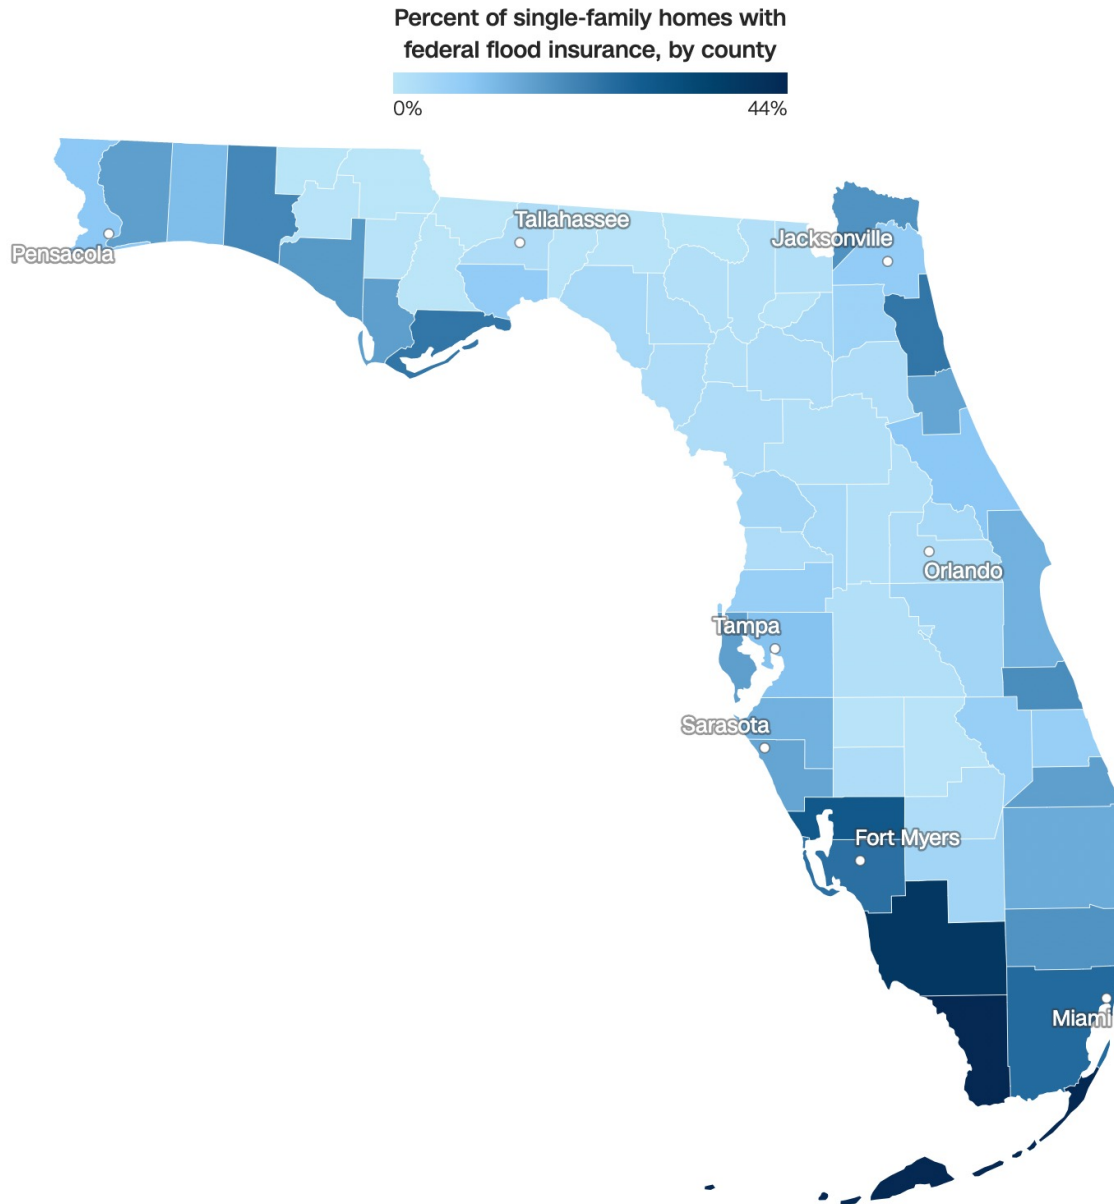 Percent of single-family homes with
federal flood insurance, by county
0% 44%
Tallahassee
Jacksonville
Pensacola
Orlando
Tampa
Sarasota
Fort Myers
Miami